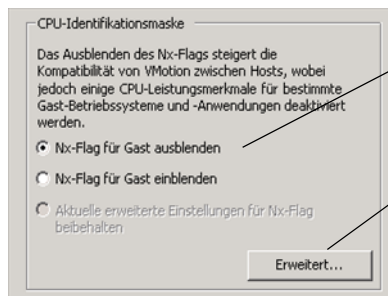 CPU-Identifikationsmaske
Das Ausblenden des Nx-Flags steigert die
Kompatibilität von VMotion zwischen Hosts, wobei
jedoch einige CPU-Leistungsmerkmale für bestimmte
Gast-Betriebssysteme und -Anwendungen deaktiviert
werden.
Nx-Flag für Gast ausblenden
Nx-Flag für Gast einblenden
Aktuelle erweiterte Einstellungen für Nx-Flag
beibehalten
Erweitert...